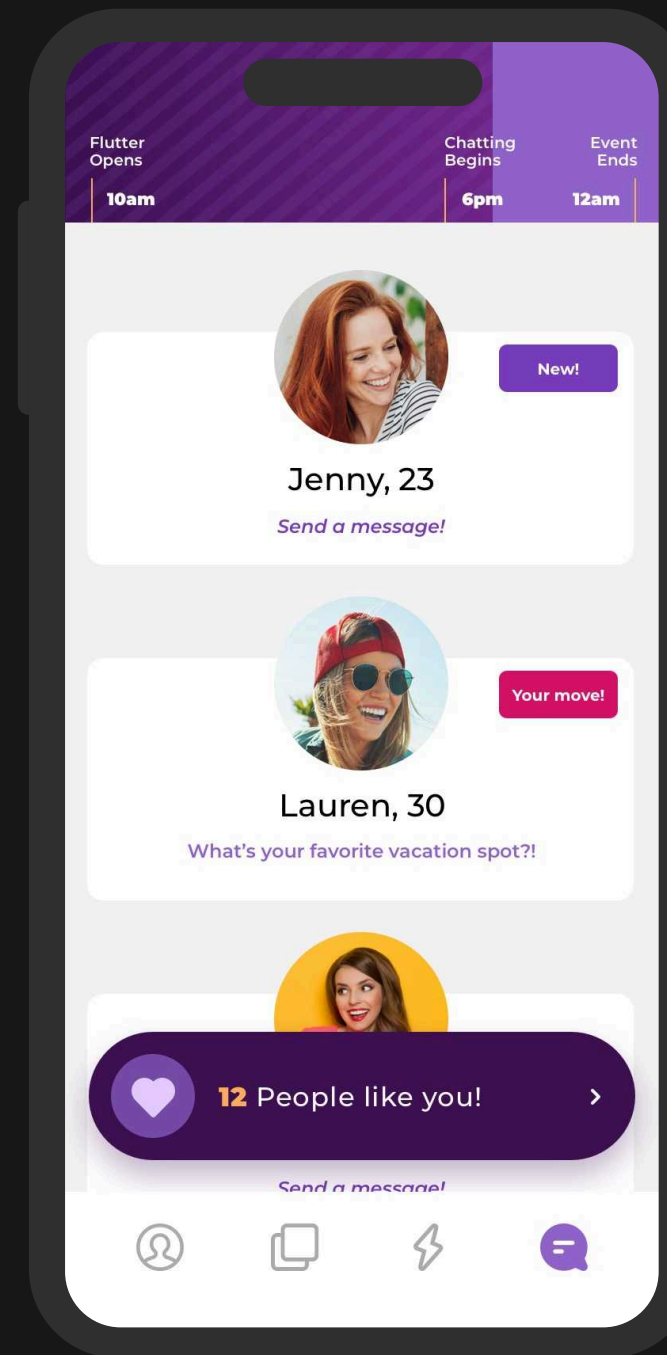 Flutter
Opens
10am
Chatting
Begins
6pm
Event
Ends
12am
New!
Jenny, 23
Send a message!
Your move!
Lauren, 30
What’s your favorite vacation spot?!
12 People like you!
Send a message!